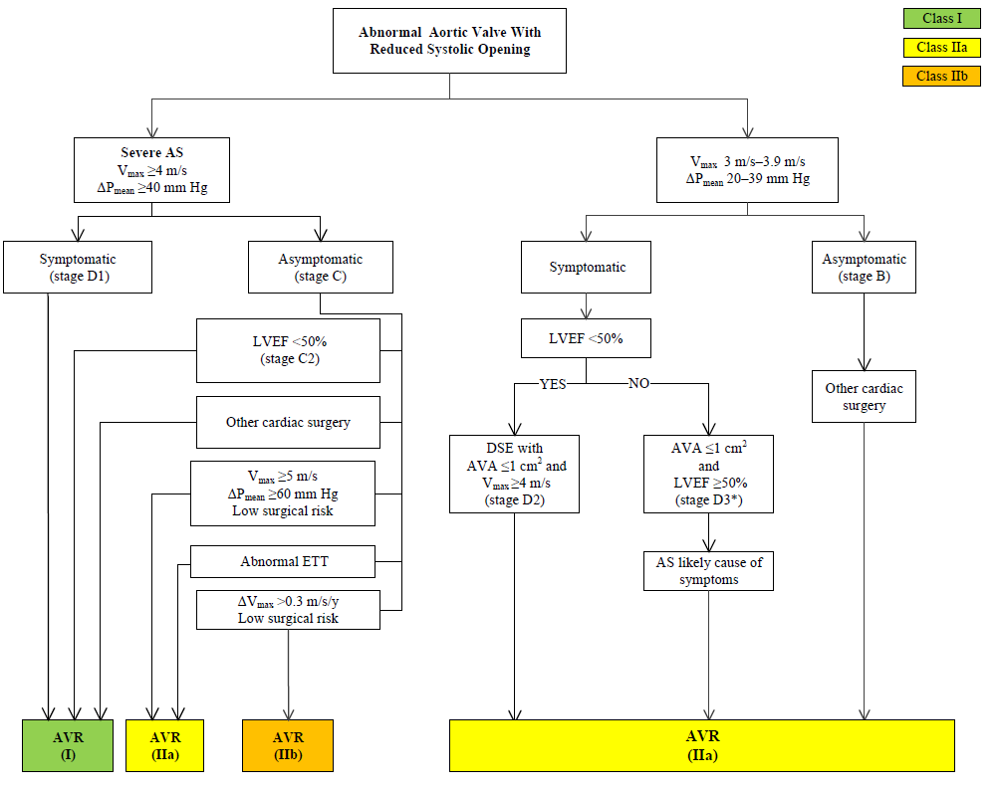 Abnormal Aortic Valve With
Reduced Systolic Opening
Class I
Class IIa
Class IIb
Severe AS
Vmax ≥4 m/s
ΔPmean ≥40 mm Hg
Vmax 3 m/s–3.9 m/s
ΔPmean 20–39 mm Hg
Symptomatic
(stage D1)
Asymptomatic
(stage C)
Symptomatic
Asymptomatic
(stage B)
LVEF <50%
(stage C2)
LVEF <50%
YES
NO
Other cardiac surgery
Other cardiac
surgery
Vmax ≥5 m/s
ΔPmean ≥60 mm Hg
Low surgical risk
DSE with
AVA ≤1 cm² and
Vmax ≥4 m/s
(stage D2)
AVA ≤1 cm²
and
LVEF ≥50%
(stage D3*)
Abnormal ETT
AS likely cause of
symptoms
ΔVmax >0.3 m/s/y
Low surgical risk
AVR
(I)
AVR
(IIa)
AVR
(IIb)
AVR
(IIa)